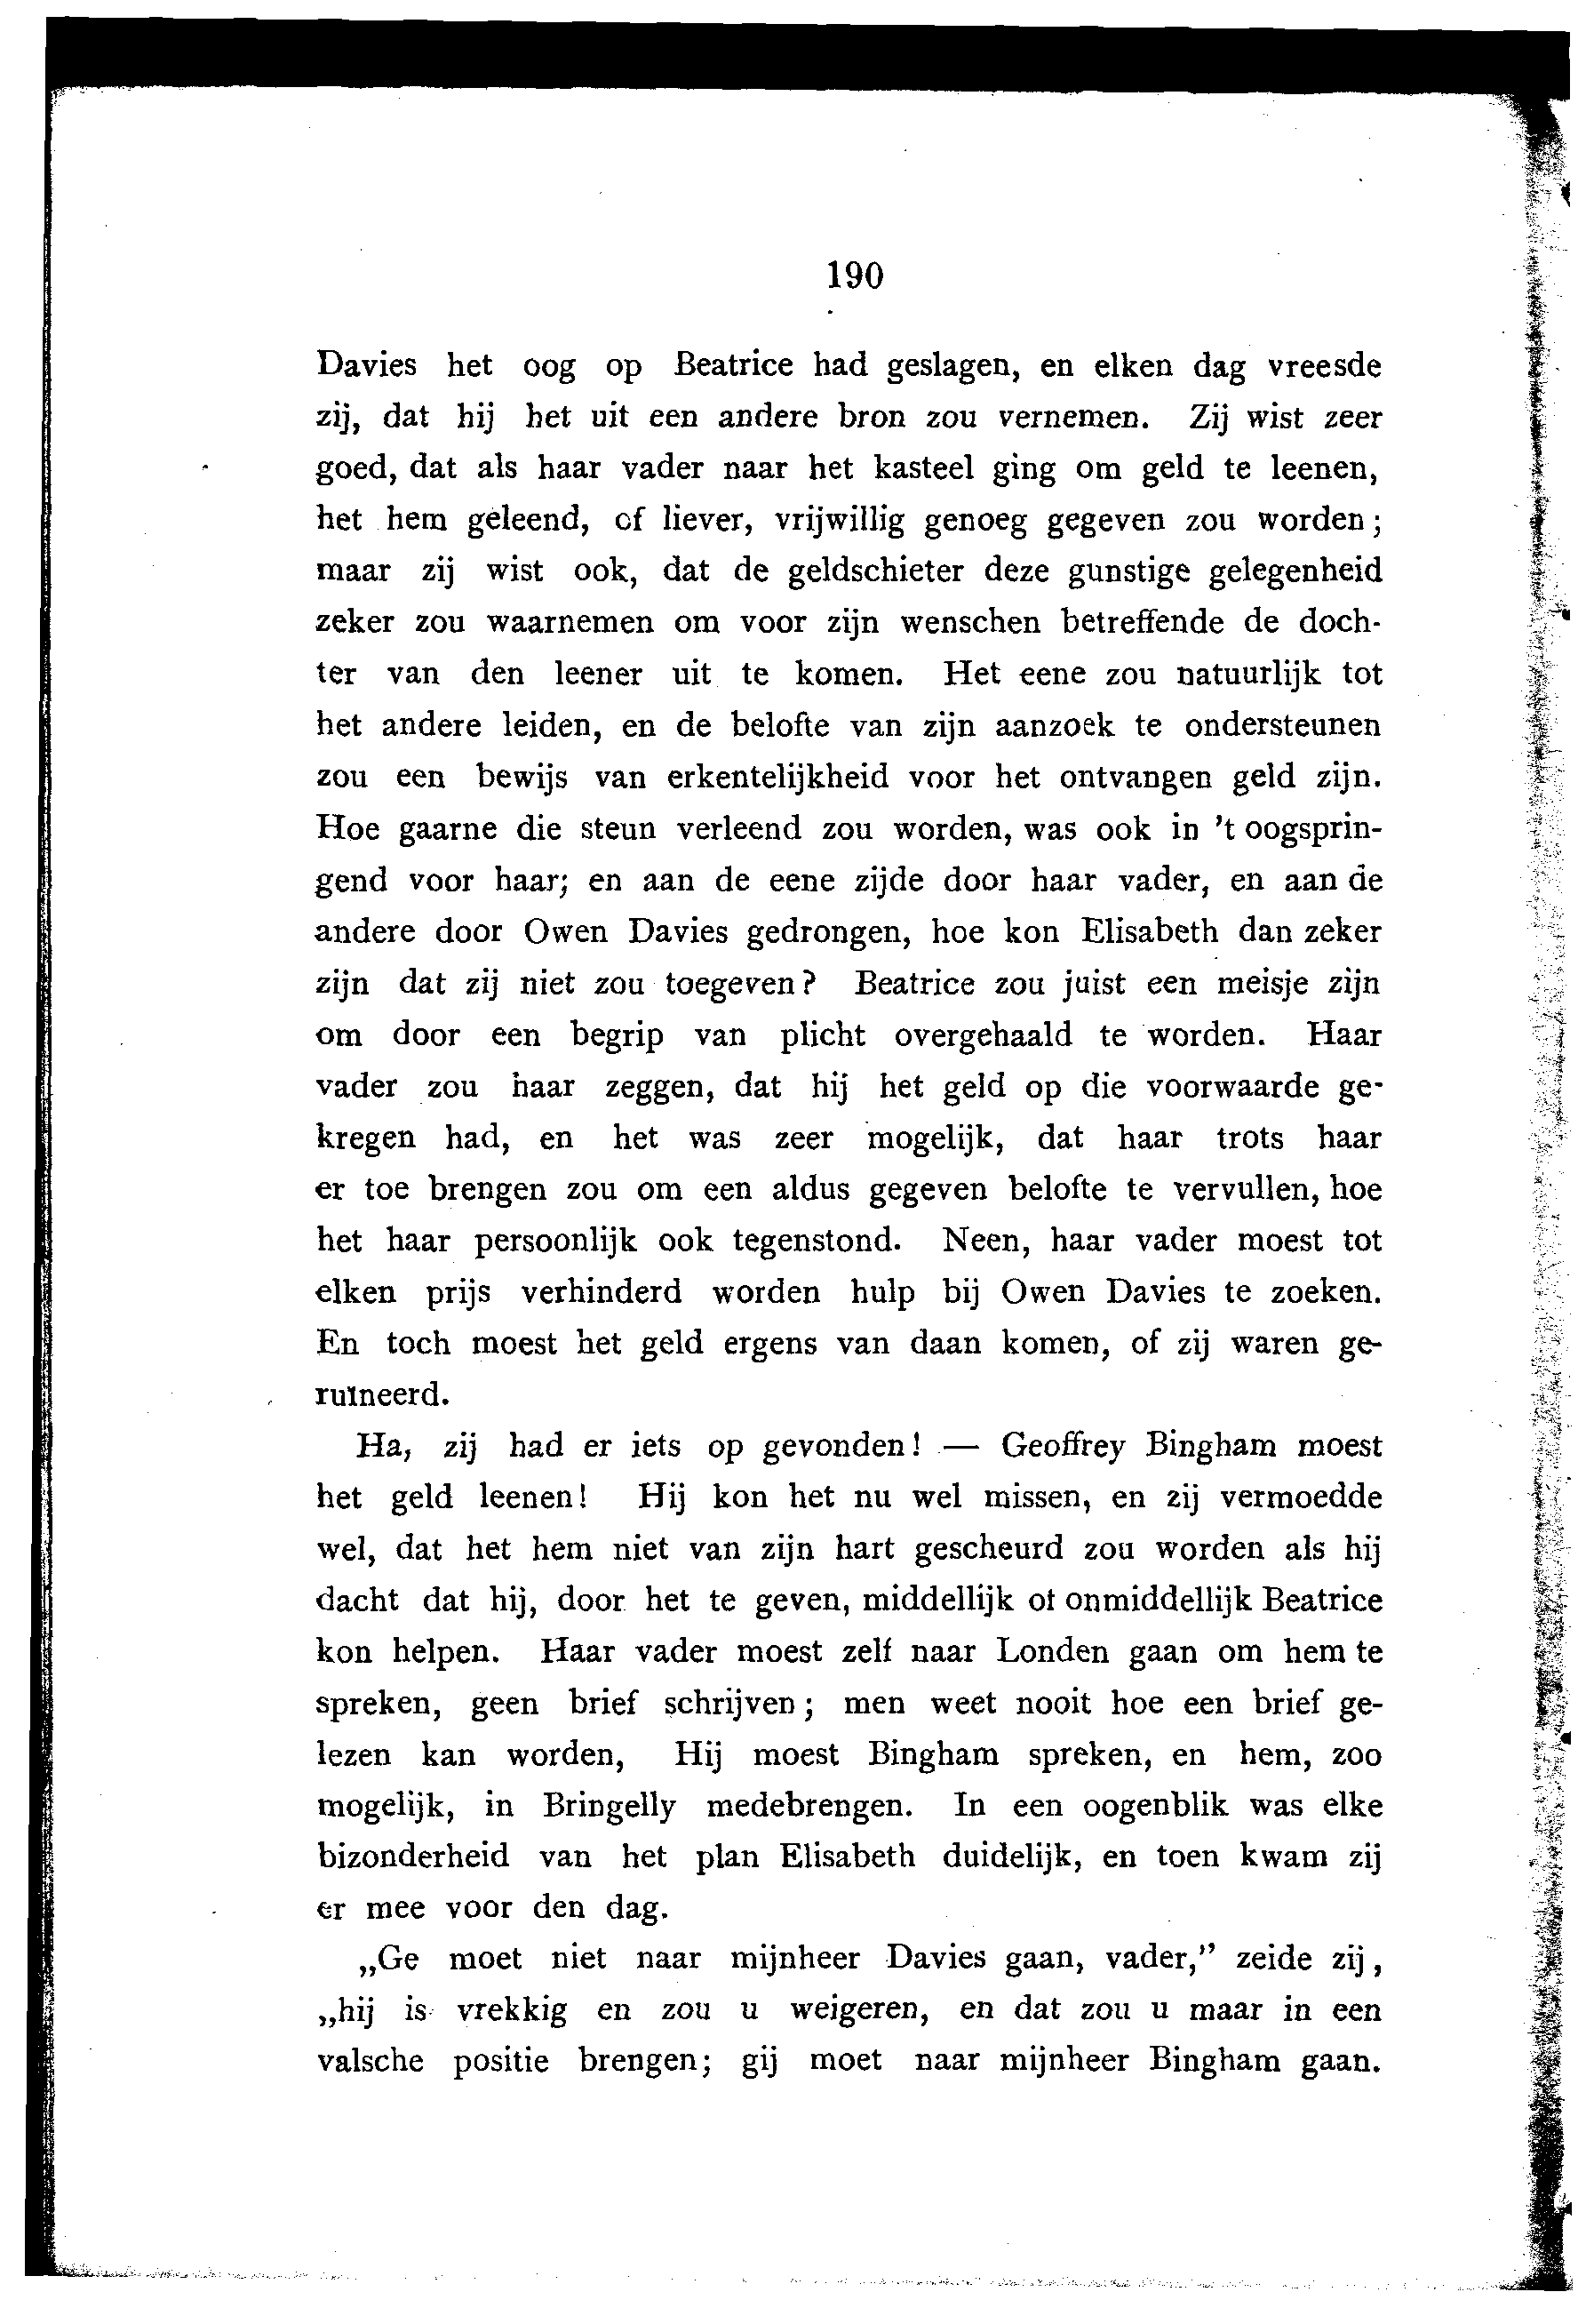 190
Davies het oog op Beatrice had geslagen, en elken dag vreesde
zij, dat hij het uit een andere bron zou vernemen. Zij wist zeer
goed, dat als haar vader naar het kasteel ging om geld te leenen,
het hem geleend, of liever, vrijwillig genoeg gegeven zou worden;
maar zij wist ook, dat de geldschieter deze gunstige gelegenheid
zeker zou waarnemen om voor zijn wenschen betreffende de doch-
ter van den leener uit te komen. Het eene zou natuurlijk tot
het andere leiden, en de belofte van zijn aanzoek te ondersteunen
zou een bewijs van erkentelijkheid voor het ontvangen geld zijn.
Hoe gaarne die steun verleend zou worden, was ook in 't oogsprin-
gend voor haar; en aan de eene zijde door haar vader, en aan de
andere door Owen Davies gedrongen, hoe kon Elisabeth dan zeker
zijn dat zij niet zou toegeven? Beatrice zou juist een meisje zijn
om door een begrip van plicht overgehaald te worden. Haar
vader zou haar zeggen, dat hij het geld op die voorwaarde ge-
kregen had, en het was zeer mogelijk, dat haar trots haar
er toe brengen zou om een aldus gegeven belofte te vervullen, hoe
het haar persoonlijk ook tegenstond. Neen, haar vader moest tot
elken prijs verhinderd worden hulp bij Owen Davies te zoeken.
En toch moest het geld ergens van daan komen, of zij waren ge-
ruïneerd.
Ha, zij had er iets op gevonden! — Geoffrey Bingham moest
het geld leenen! Hij kon het nu wel missen, en zij vermoedde
wel, dat het hem niet van zijn hart gescheurd zou worden als hij
dacht dat hij, door het te geven, middellijk of onmiddellijk Beatrice
kon helpen. Haar vader moest zelf naar Londen gaan om hem te
spreken, geen brief schrijven; men weet nooit hoe een brief ge-
lezen kan worden, Hij moest Bingham spreken, en hem, zoo
mogelijk, in Bringelly medebrengen. In een oogenblik was elke
bizonderheid van het plan Elisabeth duidelijk, en toen kwam zij
er mee voor den dag.
„Ge moet niet naar mijnheer Davies gaan, vader,” zeide zij,
„hij is vrekkig en zou u weigeren, en dat zou u maar in een
valsche positie brengen; gij moet naar mijnheer Bingham gaan.